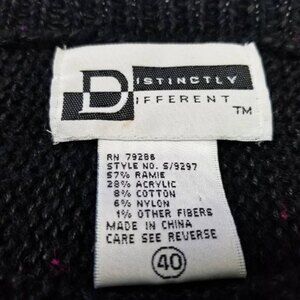 DISTINCTLY
DIFFERENT
TM
RN 79286
STYLE NO. S/9297
57% RAMIE
28% ACRYLIC
8% COTTON
6% NYLON
1% OTHER FIBERS
MADE IN CHINA
CARE SEE REVERSE
40